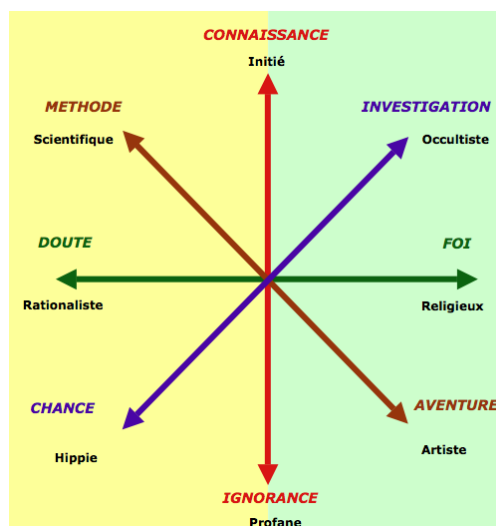 CONNAISSANCE
Initié
METHODE
INVESTIGATION
Scientifique
Occultiste
DOUTE
FOI
Rationaliste
Religieux
CHANCE
AVENTURE
Hippie
Artiste
IGNORANCE
Profane